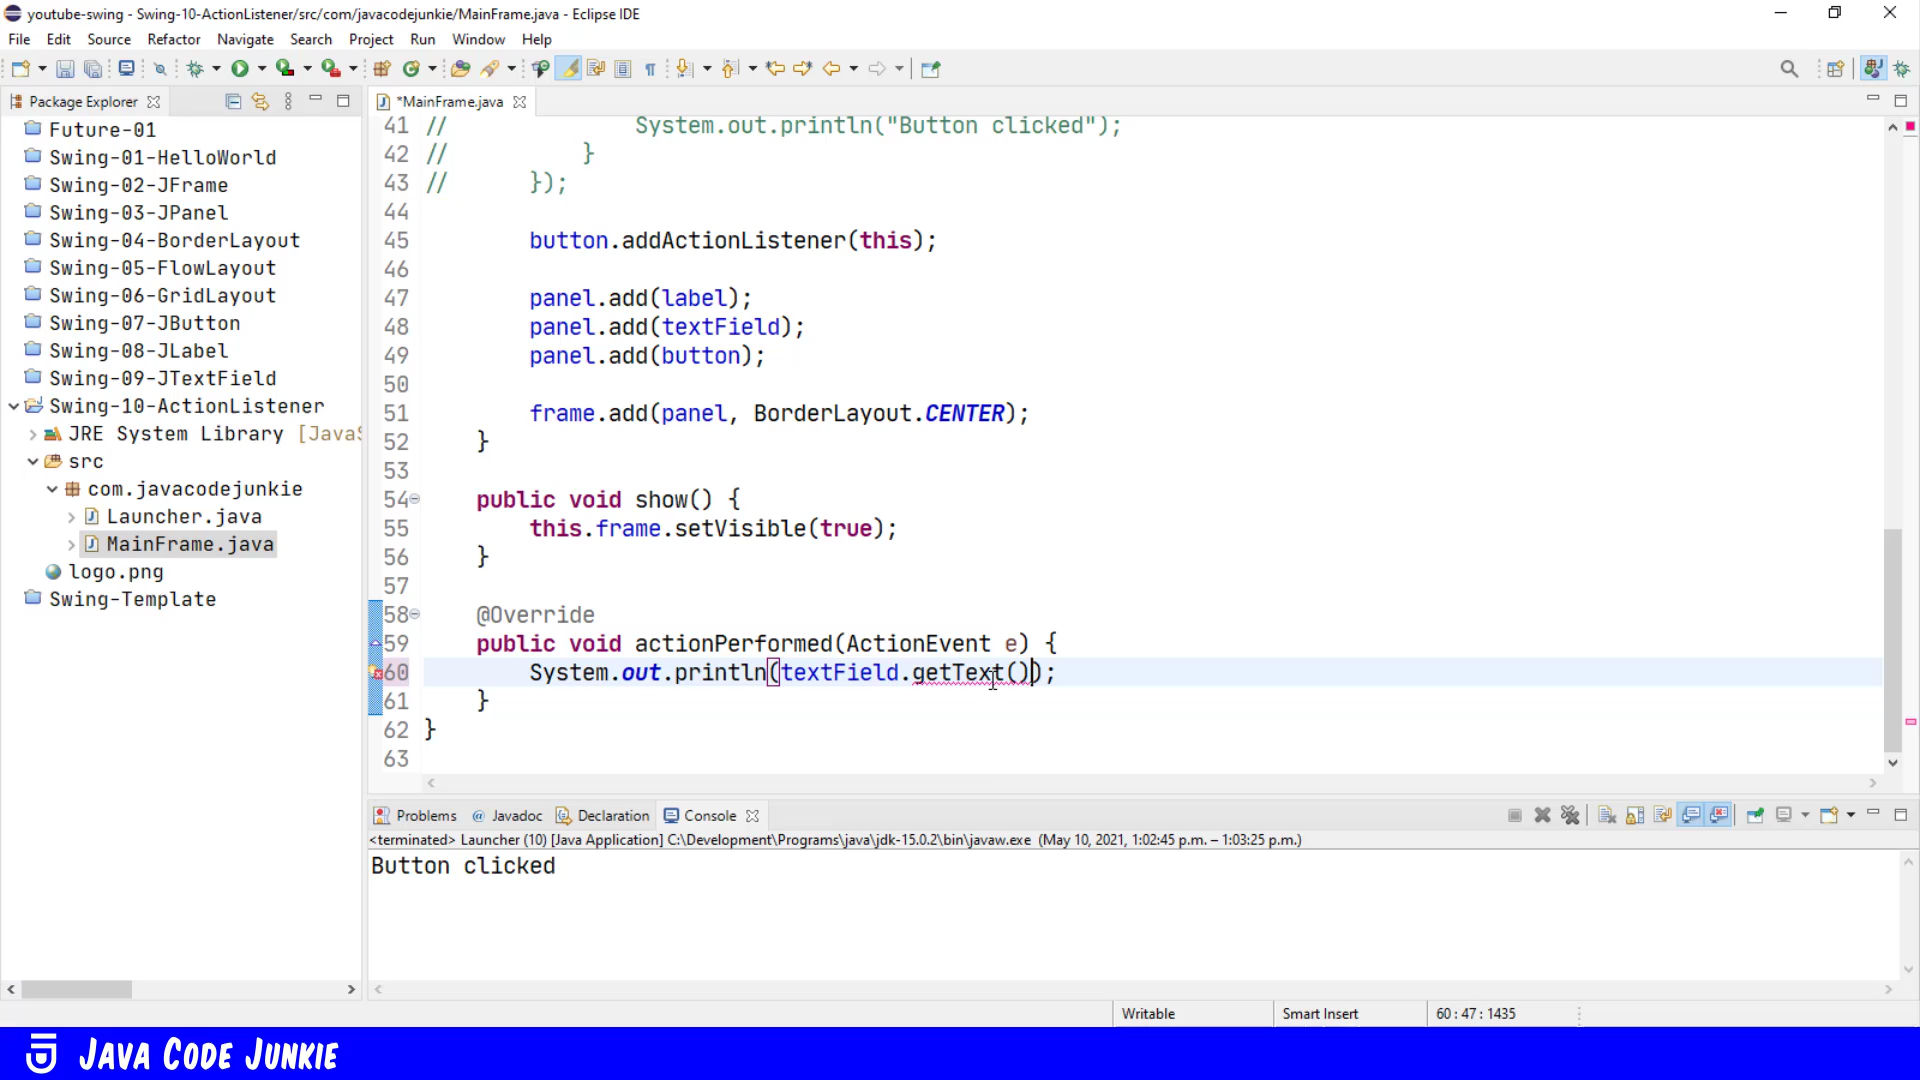 youtube-swing - Swing-10-ActionListener/src/com/javacodejunkie/MainFrame.java - Eclipse IDE
File Edit Source Refactor Navigate Search Project Run Window Help
Package Explorer
Future-01
Swing-01-HelloWorld
Swing-02-JFrame
Swing-03-JPanel
Swing-04-BorderLayout
Swing-05-FlowLayout
Swing-06-GridLayout
Swing-07-JButton
Swing-08-JLabel
Swing-09-JTextField
Swing-10-ActionListener
JRE System Library [JavaS
src
com.javacodejunkie
Launcher.java
MainFrame.java
logo.png
Swing-Template
*MainFrame.java
41 // System.out.println("Button clicked");
42 // }
43 // });
44
45 button.addActionListener(this);
46
47 panel.add(label);
48 panel.add(textField);
49 panel.add(button);
50
51 frame.add(panel, BorderLayout.CENTER);
52 }
53
54 public void show() {
55 this.frame.setVisible(true);
56 }
57
58 @Override
59 public void actionPerformed(ActionEvent e) {
60 System.out.println(textField.getText());
61 }
62 }
63
Problems @ Javadoc Declaration Console
<terminated> Launcher (10) [Java Application] C:\Development\Programs\java\jdk-15.0.2\bin\javaw.exe (May 10, 2021, 1:02:45 p.m. – 1:03:25 p.m.)
Button clicked
Writable Smart Insert 60 : 47 : 1435
Java Code Junkie